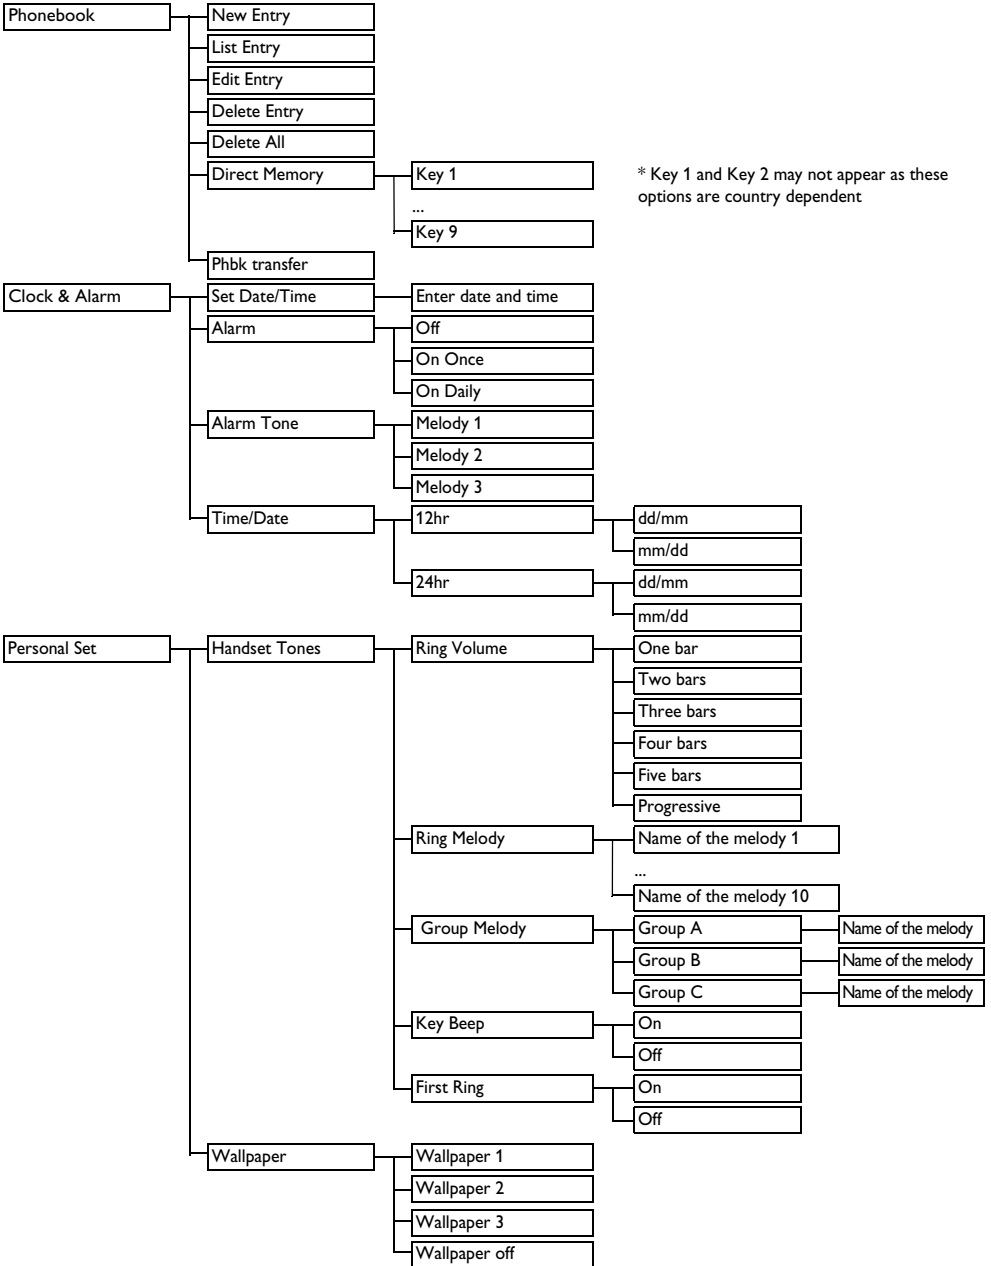 Phonebook
New Entry
List Entry
Edit Entry
Delete Entry
Delete All
Direct Memory
Key 1
* Key 1 and Key 2 may not appear as these
options are country dependent
...
Key 9
Phbk transfer
Clock & Alarm
Set Date/Time
Enter date and time
Alarm
Off
On Once
On Daily
Alarm Tone
Melody 1
Melody 2
Melody 3
Time/Date
12hr
dd/mm
mm/dd
24hr
dd/mm
mm/dd
Personal Set
Handset Tones
Ring Volume
One bar
Two bars
Three bars
Four bars
Five bars
Progressive
Ring Melody
Name of the melody 1
...
Name of the melody 10
Group Melody
Group A
Name of the melody
Group B
Name of the melody
Group C
Name of the melody
Key Beep
On
Off
First Ring
On
Off
Wallpaper
Wallpaper 1
Wallpaper 2
Wallpaper 3
Wallpaper off